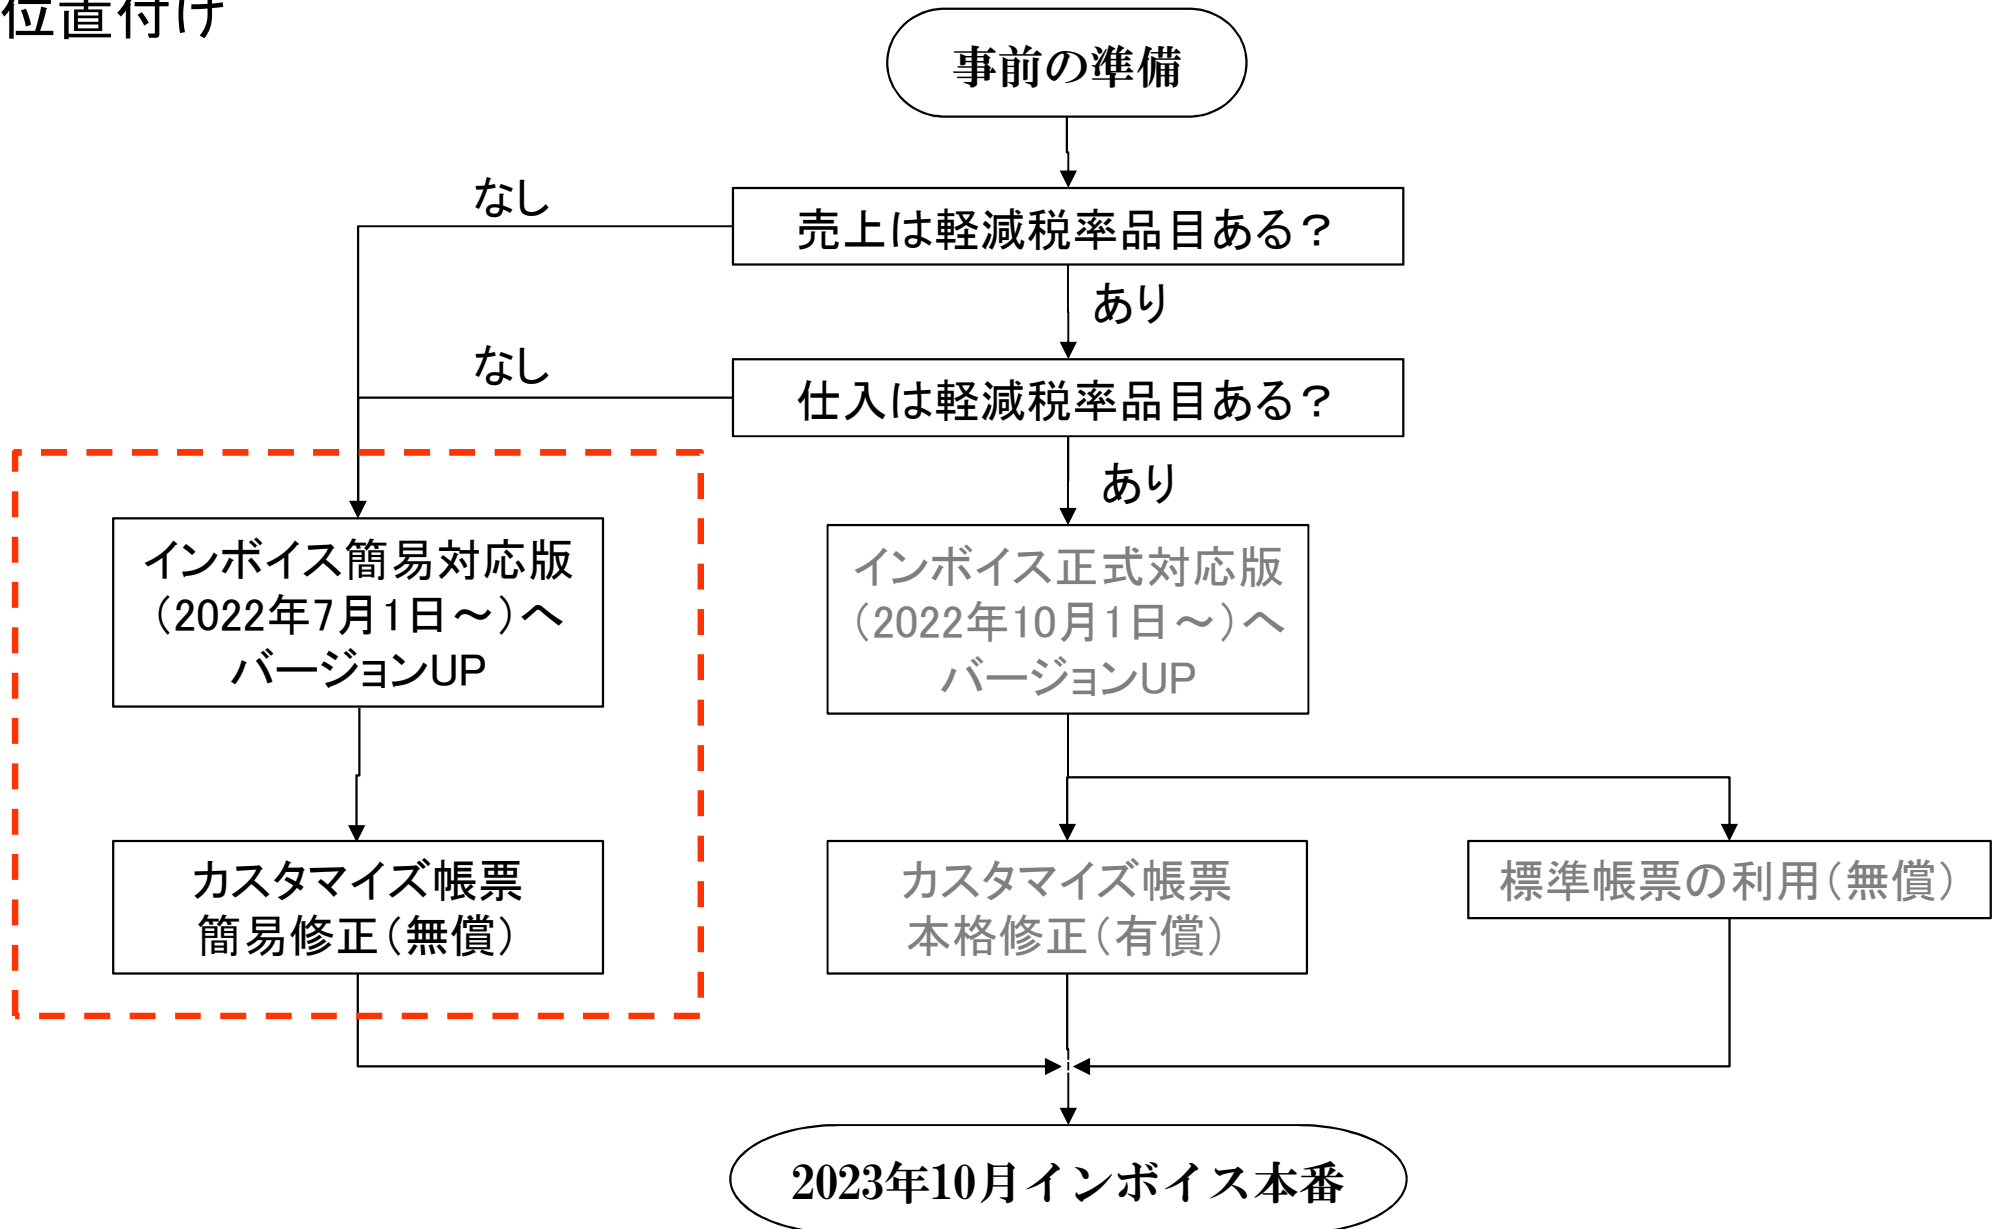 位置付け
事前の準備
なし
売上は軽減税率品目ある？
あり
なし
仕入は軽減税率品目ある？
あり
インボイス簡易対応版
（2022年7月1日～）へ
バージョンUP
インボイス正式対応版
（2022年10月1日～）へ
バージョンUP
カスタマイズ帳票
簡易修正（無償）
カスタマイズ帳票
本格修正（有償）
標準帳票の利用（無償）
2023年10月インボイス本番